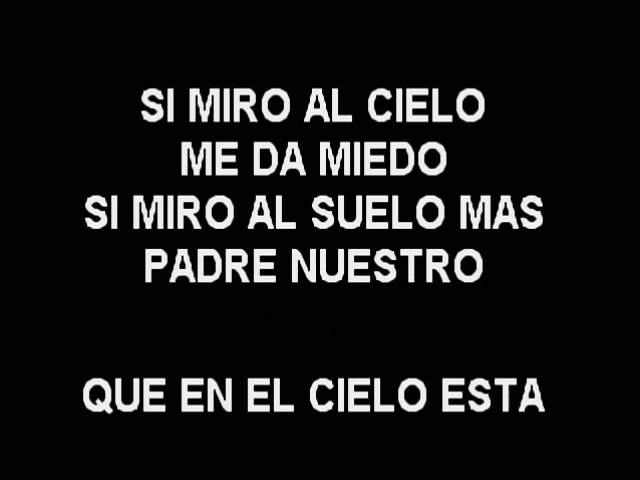 SI MIRO AL CIELO
ME DA MIEDO
SI MIRO AL SUELO MAS
PADRE NUESTRO
QUE EN EL CIELO ESTA